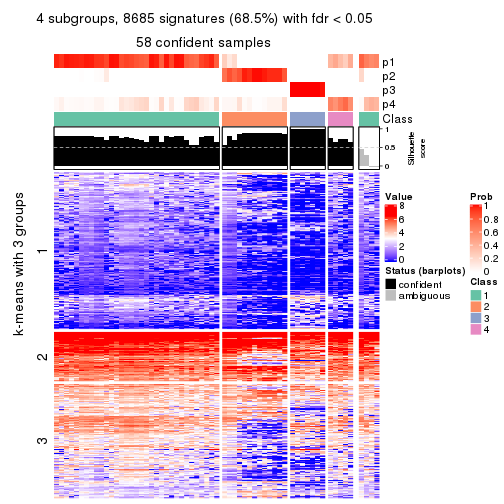 4 subgroups, 8685 signatures (68.5%) with fdr < 0.05
58 confident samples
p1
p2
p3
p4
Class
1
0.5
0
Silhouette
score
k-means with 3 groups
1
2
3
Value
8
6
4
2
0
Status (barplots)
confident
ambiguous
Prob
1
0.8
0.6
0.4
0.2
0
Class
1
2
3
4